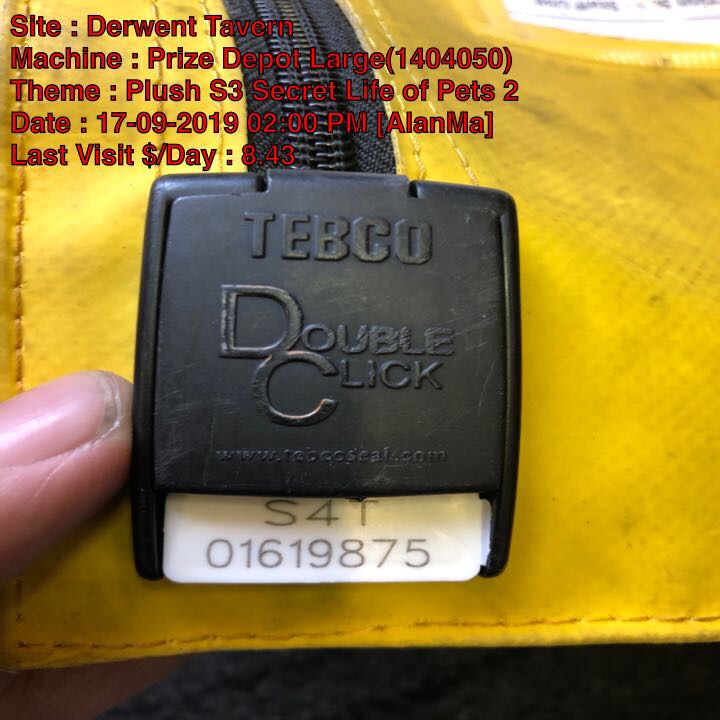 Site : Derwent Tavern
Machine : Prize Depot Large(1404050)
Theme : Plush S3 Secret Life of Pets 2
Date : 17-09-2019 02:00 PM [AlanMa]
Last Visit $/Day : 8.43
TEBCO
DOUBLE
CLICK
www.tebcoseal.com
S4T
01619875